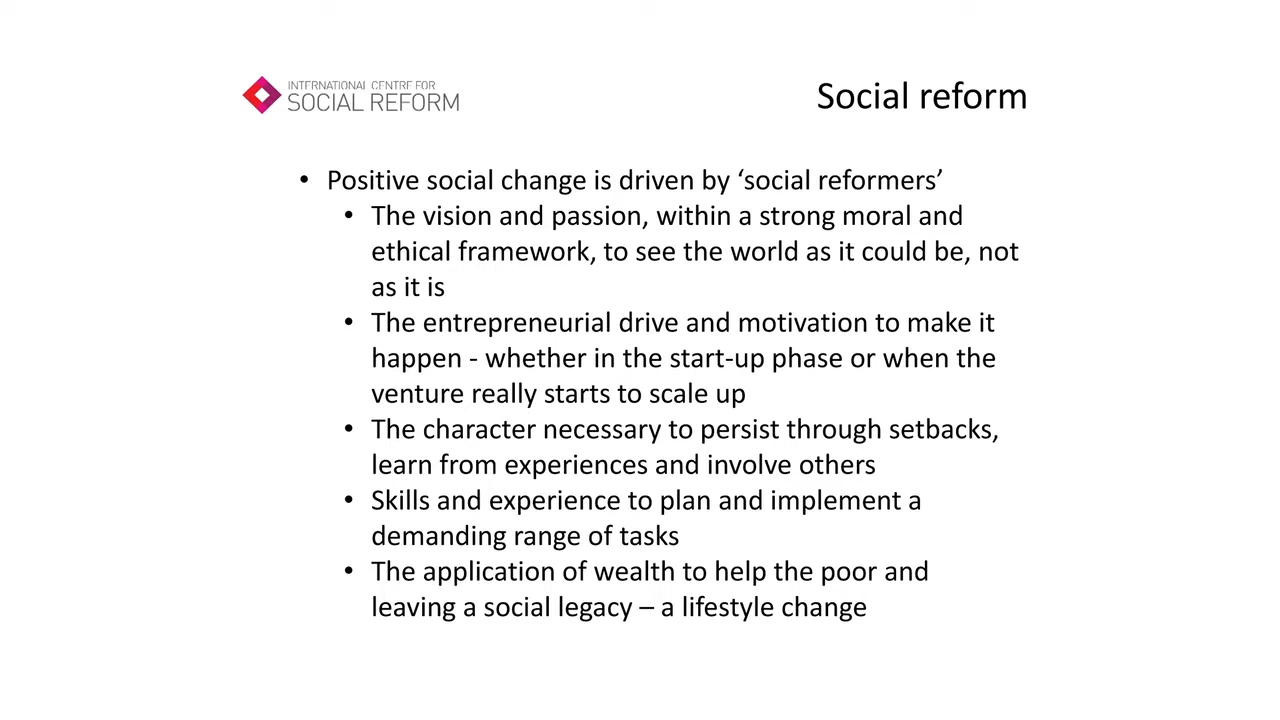 INTERNATIONAL CENTRE FOR
SOCIAL REFORM
Social reform
• Positive social change is driven by ‘social reformers’
• The vision and passion, within a strong moral and
ethical framework, to see the world as it could be, not
as it is
• The entrepreneurial drive and motivation to make it
happen - whether in the start-up phase or when the
venture really starts to scale up
• The character necessary to persist through setbacks,
learn from experiences and involve others
• Skills and experience to plan and implement a
demanding range of tasks
• The application of wealth to help the poor and
leaving a social legacy – a lifestyle change